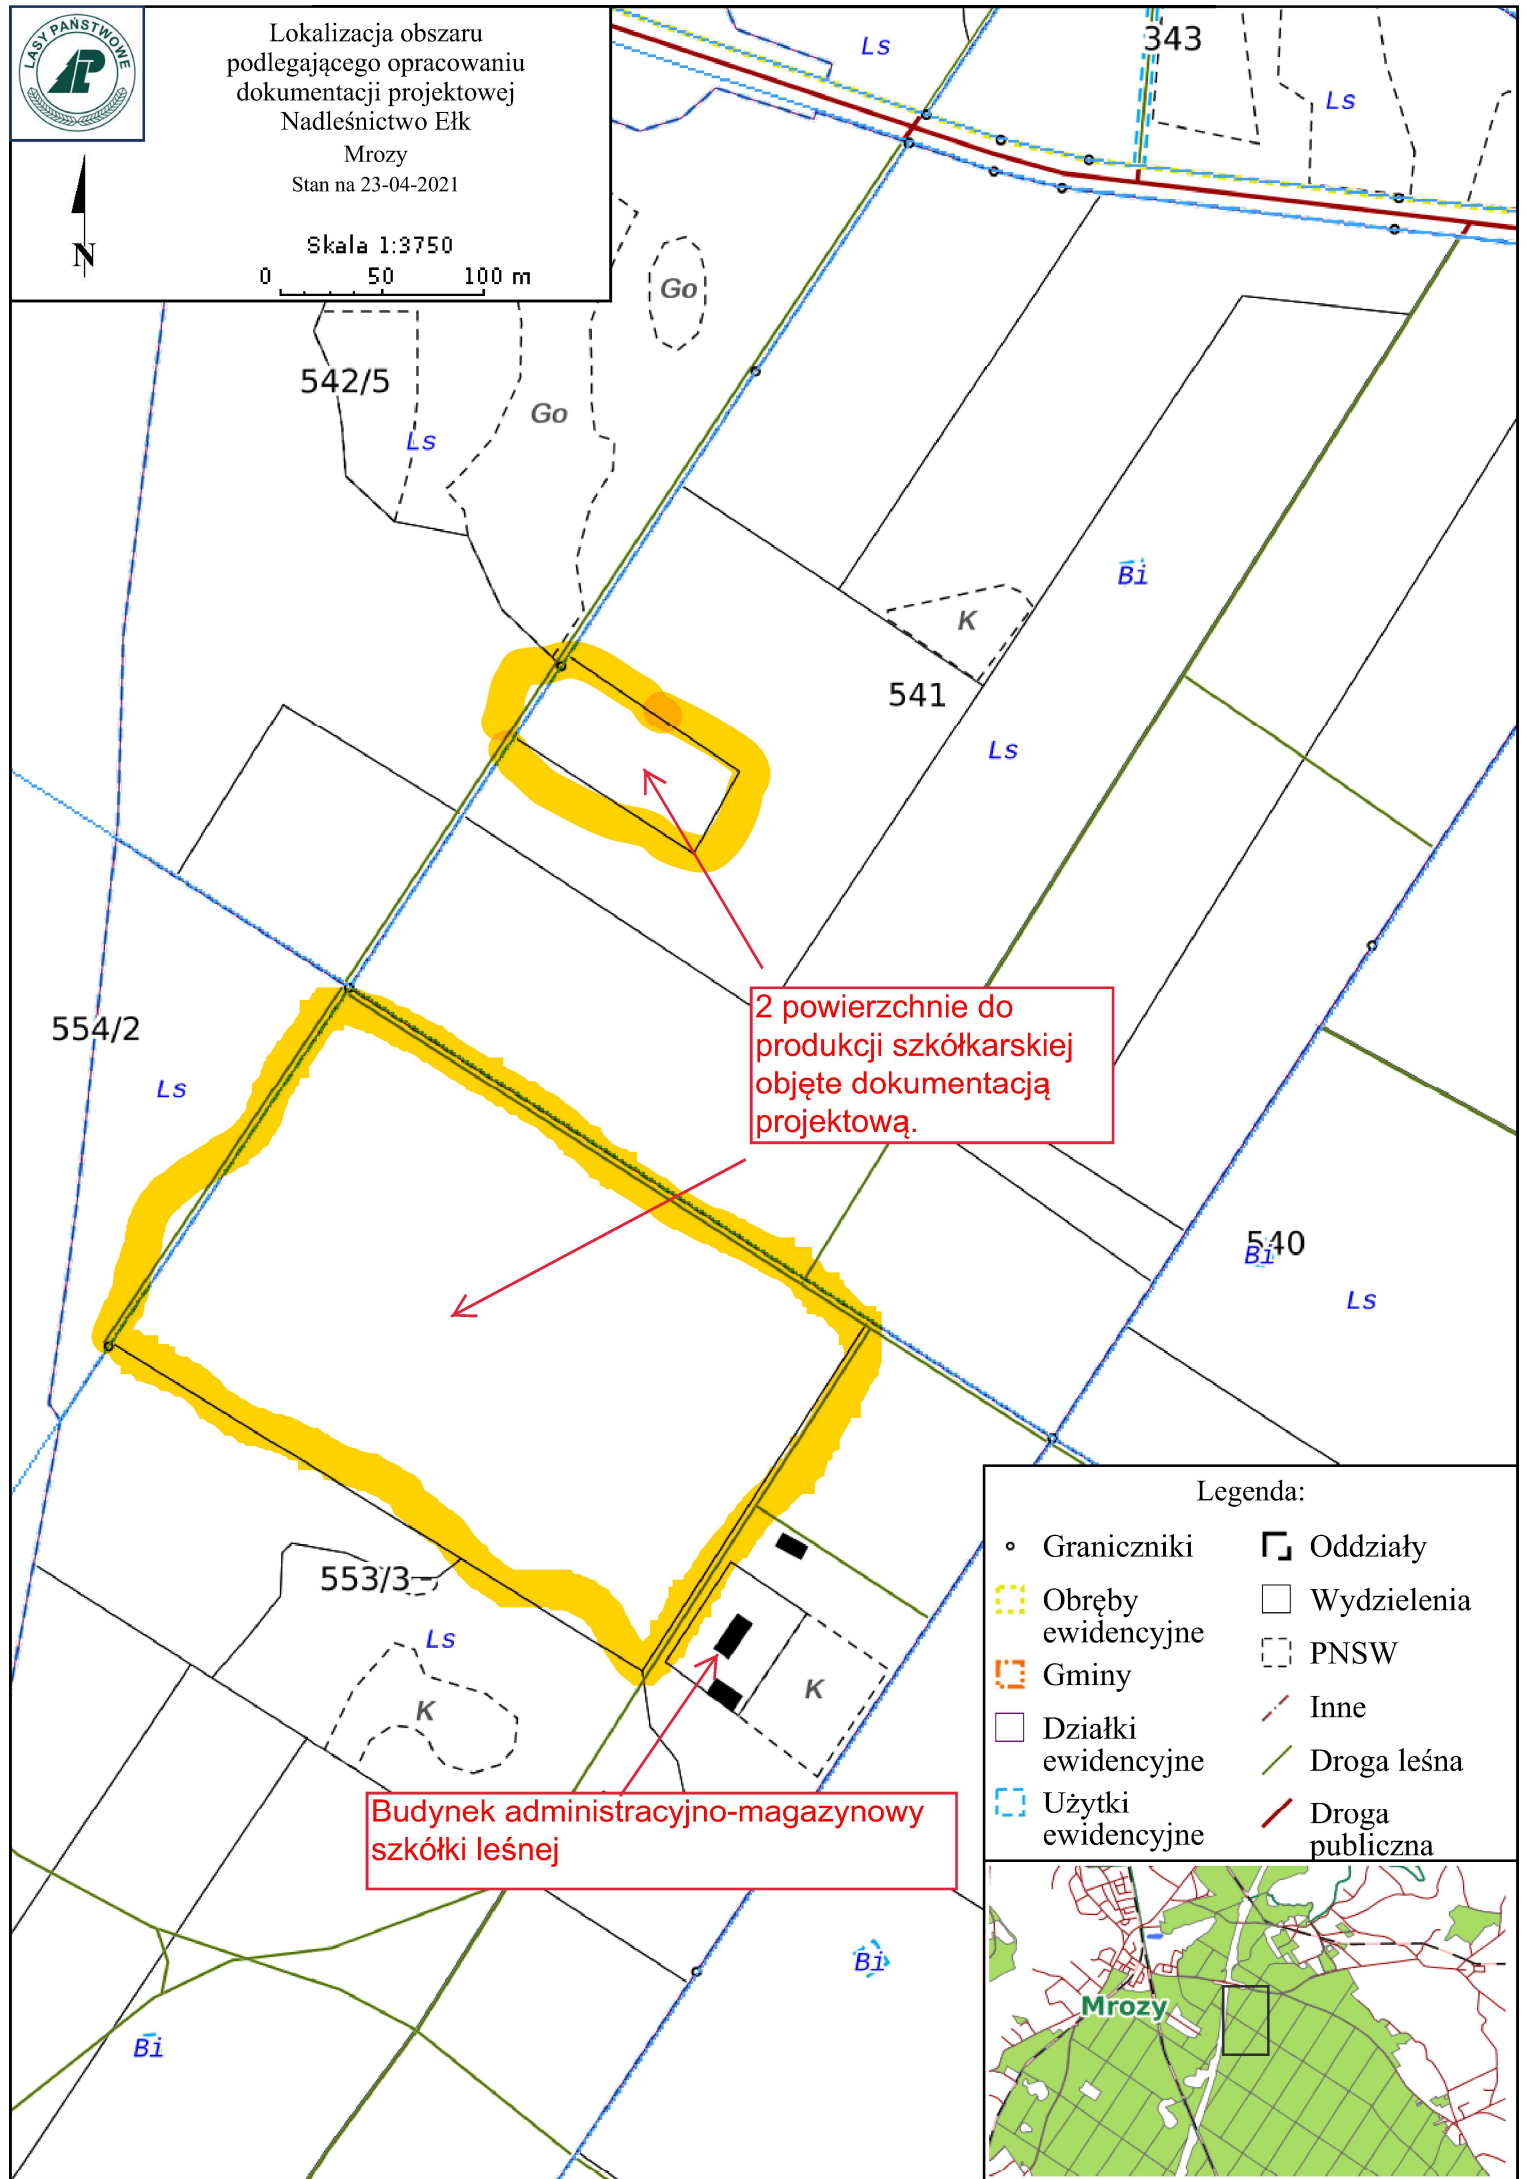 LASY PAŃSTWOWE
Lokalizacja obszaru
podlegającego opracowaniu
dokumentacji projektowej
Nadleśnictwo Ełk
Mrozy
Stan na 23-04-2021
Skala 1:3750
0 50 100 m
N
Ls
343
Ls
Go
542/5
Go
Ls
Bi
K
541
Ls
2 powierzchnie do
produkcji szkółkarskiej
objęte dokumentacją
projektową.
554/2
Ls
540
Bi
Ls
553/3
Ls
K
K
Budynek administracyjno-magazynowy
szkółki leśnej
Bi
Bi
Legenda:
Graniczniki
Obręby
ewidencyjne
Gminy
Działki
ewidencyjne
Użytki
ewidencyjne
Oddziały
Wydzielenia
PNSW
Inne
Droga leśna
Droga
publiczna
Mrozy